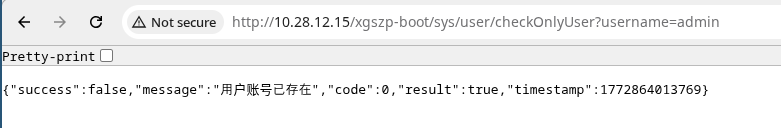 Not secure http://10.28.12.15/xgszp-boot/sys/user/checkOnlyUser?username=admin
Pretty-print
{"success":false,"message":"用户账号已存在","code":0,"result":true,"timestamp":1772864013769}